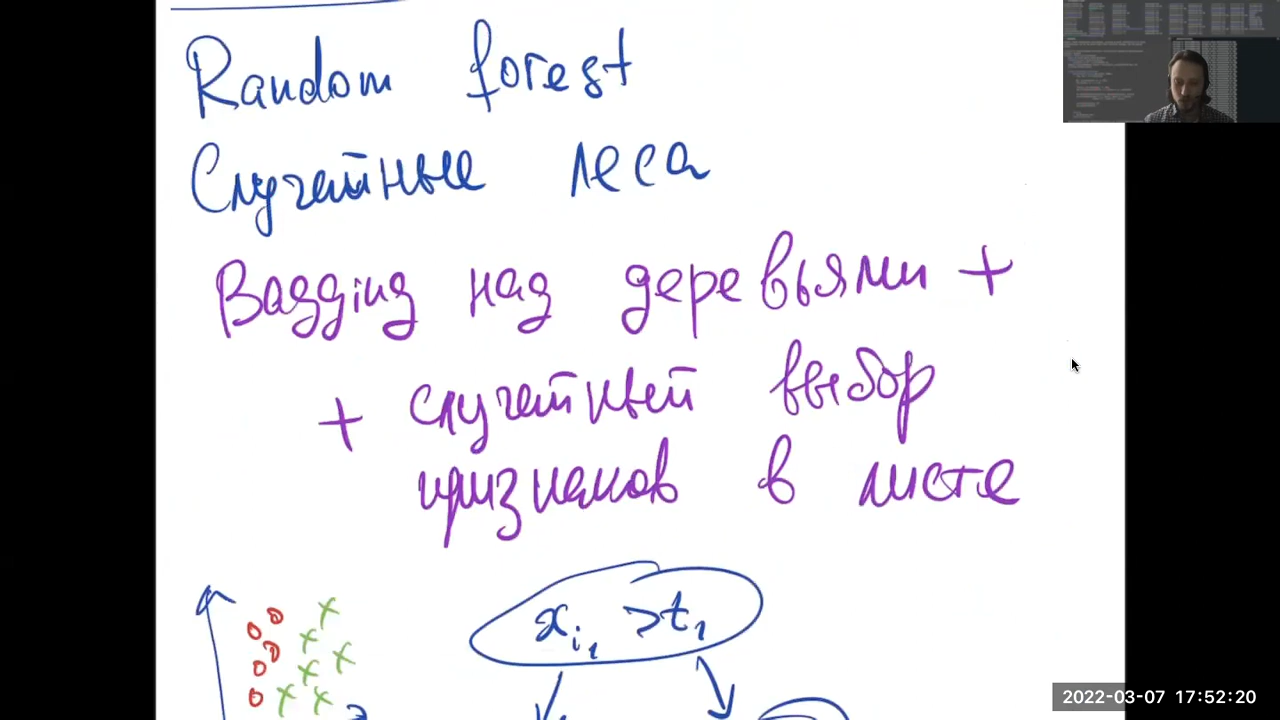 Random forest
Случайные леса
Bagging над деревьями +
+ случайный выбор
признаков в листе
x_{i_1} > t_1
2022-03-07 17:52:20